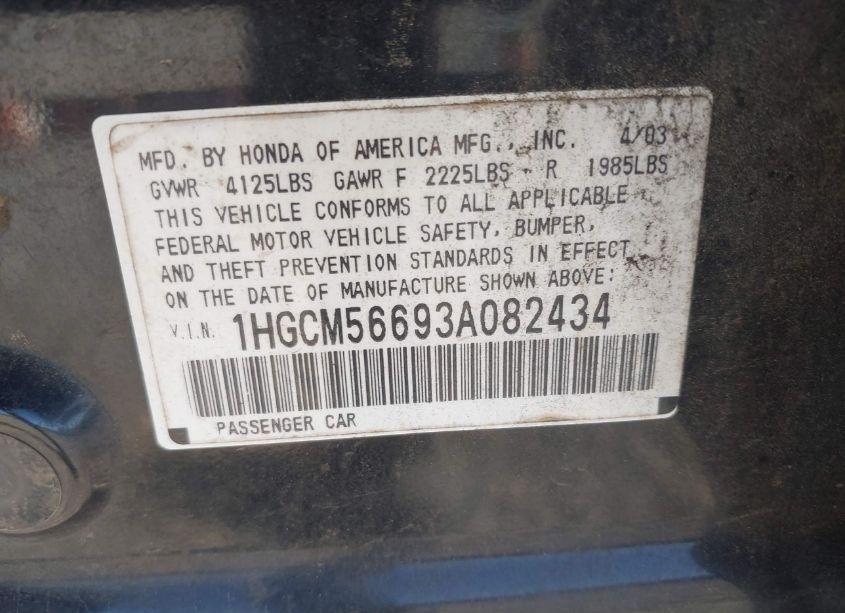 MFD. BY HONDA OF AMERICA MFG., INC. 4/03
GVWR 4125LBS GAWR F 2225LBS - R 1985LBS
THIS VEHICLE CONFORMS TO ALL APPLICABLE
FEDERAL MOTOR VEHICLE SAFETY, BUMPER,
AND THEFT PREVENTION STANDARDS IN EFFECT
ON THE DATE OF MANUFACTURE SHOWN ABOVE:
V.I.N. 1HGCM56693A082434
PASSENGER CAR